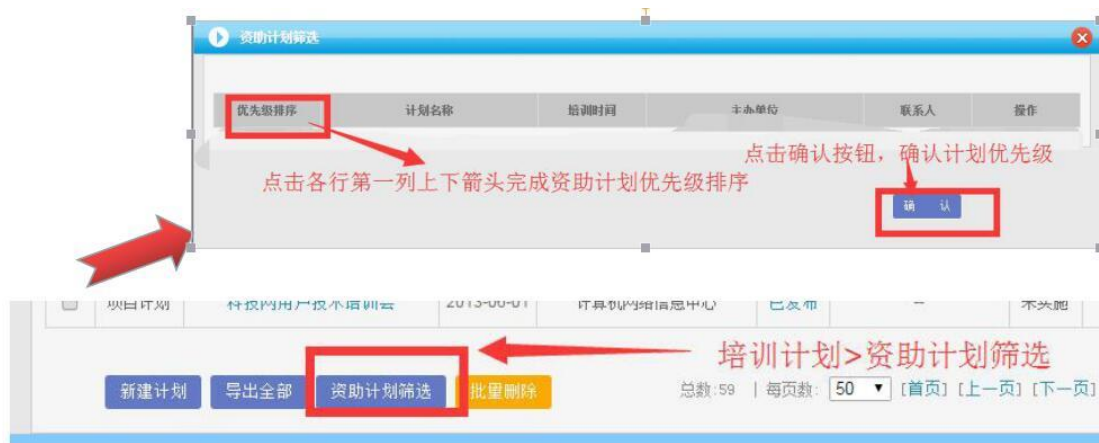 资助计划筛选
优先级排序 计划名称 培训时间 主办单位 联系人 操作
点击确认按钮，确认计划优先级
点击各行第一列上下箭头完成资助计划优先级排序
确 认
项目计划 科技网用户技术培训会 2013-06-01 计算机网络信息中心 已发布 -- 未实施
培训计划>资助计划筛选
新建计划 导出全部 资助计划筛选 批量删除 总数:59 | 每页数: 50 [首页] [上一页] [下一页]